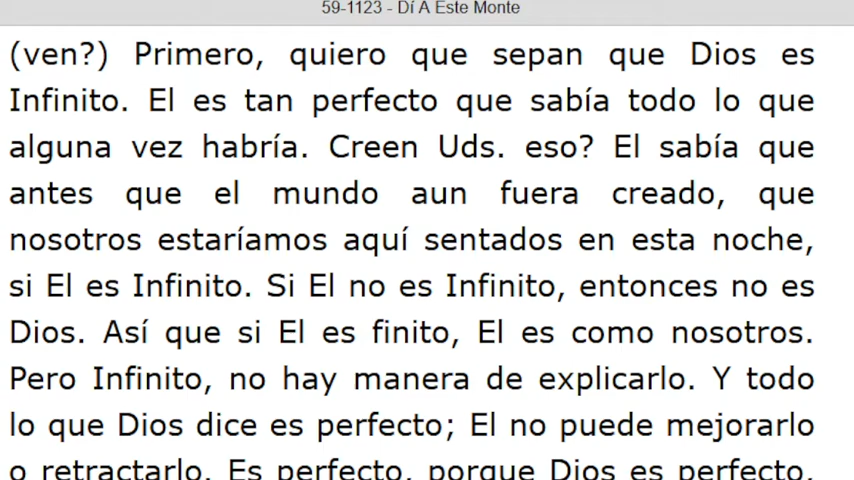 59-1123 - Dí A Este Monte
(ven?) Primero, quiero que sepan que Dios es
Infinito. El es tan perfecto que sabía todo lo que
alguna vez habría. Creen Uds. eso? El sabía que
antes que el mundo aun fuera creado, que
nosotros estaríamos aquí sentados en esta noche,
si El es Infinito. Si El no es Infinito, entonces no es
Dios. Así que si El es finito, El es como nosotros.
Pero Infinito, no hay manera de explicarlo. Y todo
lo que Dios dice es perfecto; El no puede mejorarlo
o retractarlo. Es perfecto, porque Dios es perfecto.